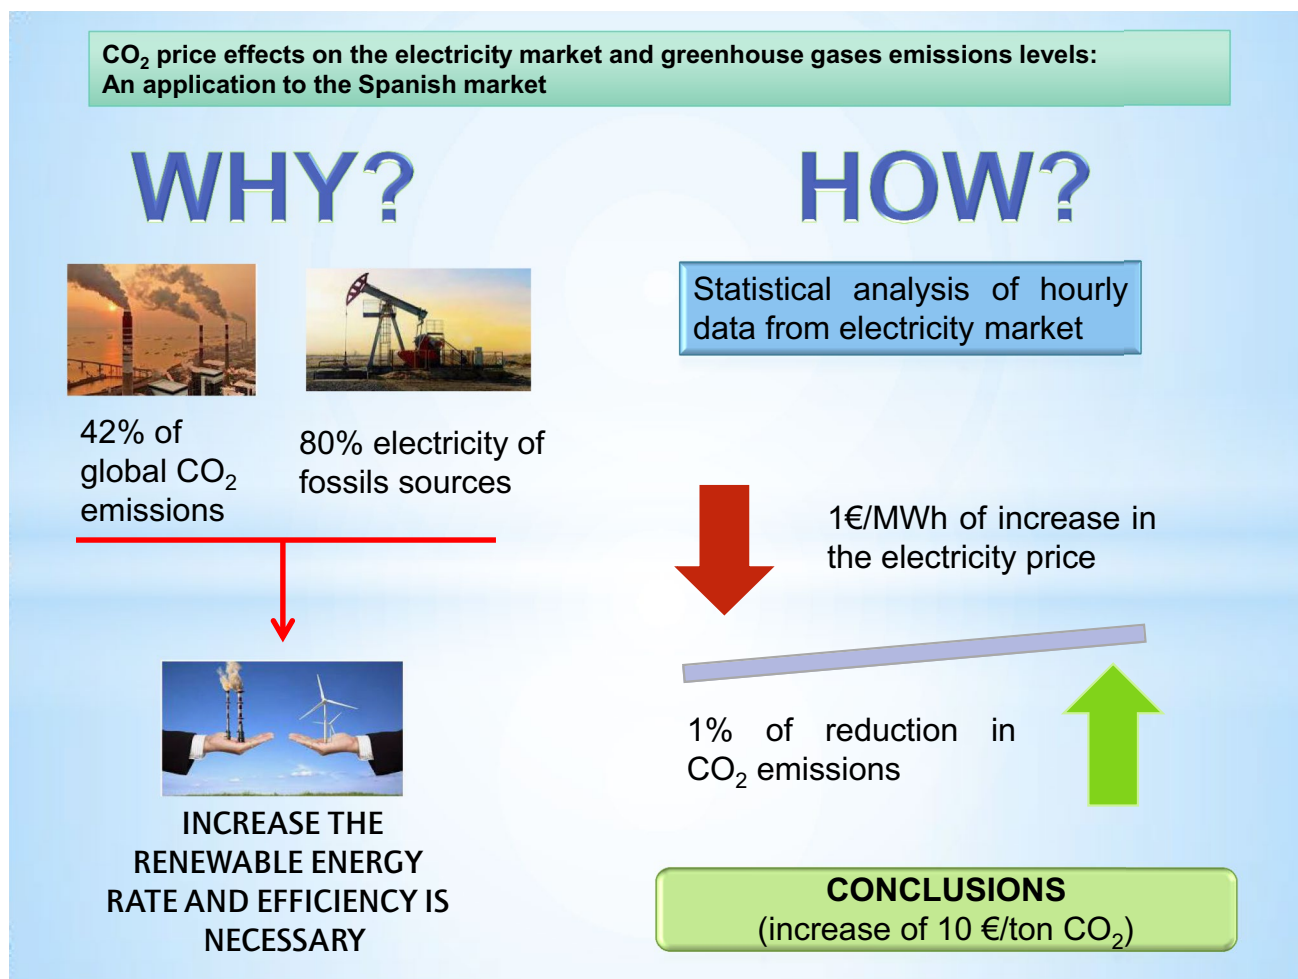 CO₂ price effects on the electricity market and greenhouse gases emissions levels:
An application to the Spanish market
WHY?
42% of
global CO₂
emissions
80% electricity of
fossils sources
INCREASE THE
RENEWABLE ENERGY
RATE AND EFFICIENCY IS
NECESSARY
HOW?
Statistical analysis of hourly
data from electricity market
1€/MWh of increase in
the electricity price
1% of reduction in
CO₂ emissions
CONCLUSIONS
(increase of 10 €/ton CO₂)